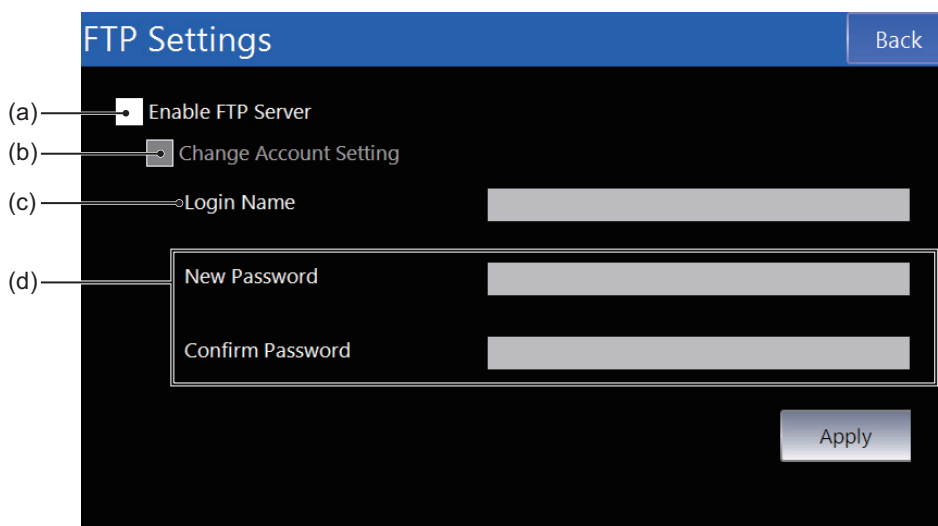 FTP Settings
Back
(a)
Enable FTP Server
(b)
Change Account Setting
(c)
Login Name
(d)
New Password
Confirm Password
Apply